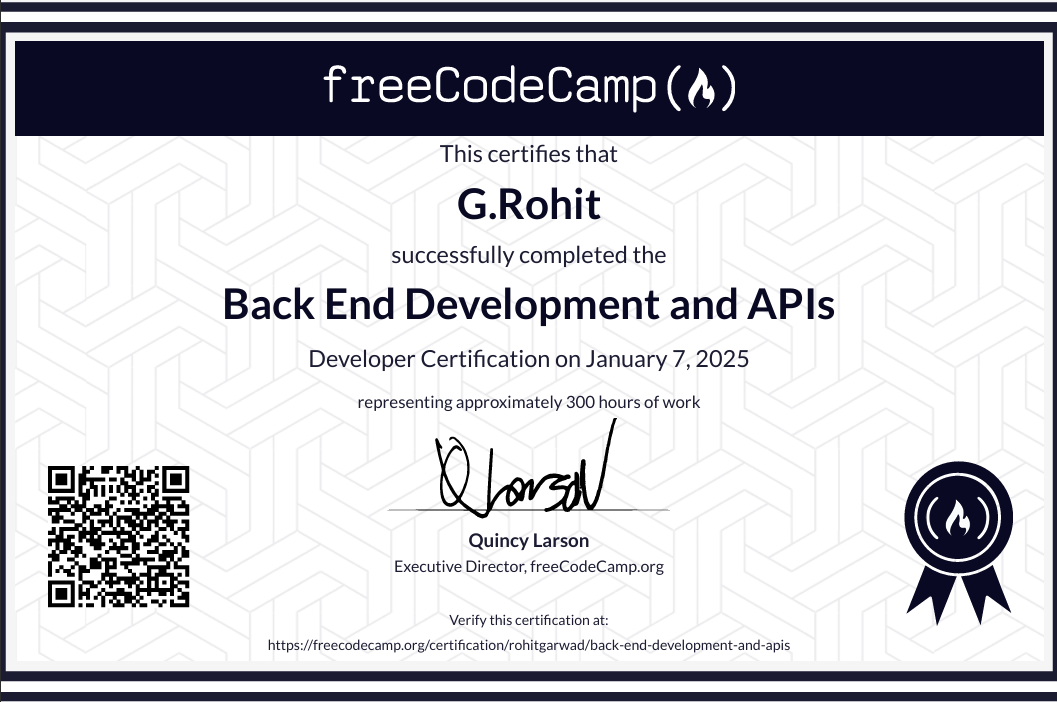 freeCodeCamp(🔥)
This certifies that
G.Rohit
successfully completed the
Back End Development and APIs
Developer Certification on January 7, 2025
representing approximately 300 hours of work
Q Larson
Quincy Larson
Executive Director, freeCodeCamp.org
Verify this certification at:
https://freecodecamp.org/certification/rohitgarwad/back-end-development-and-apis